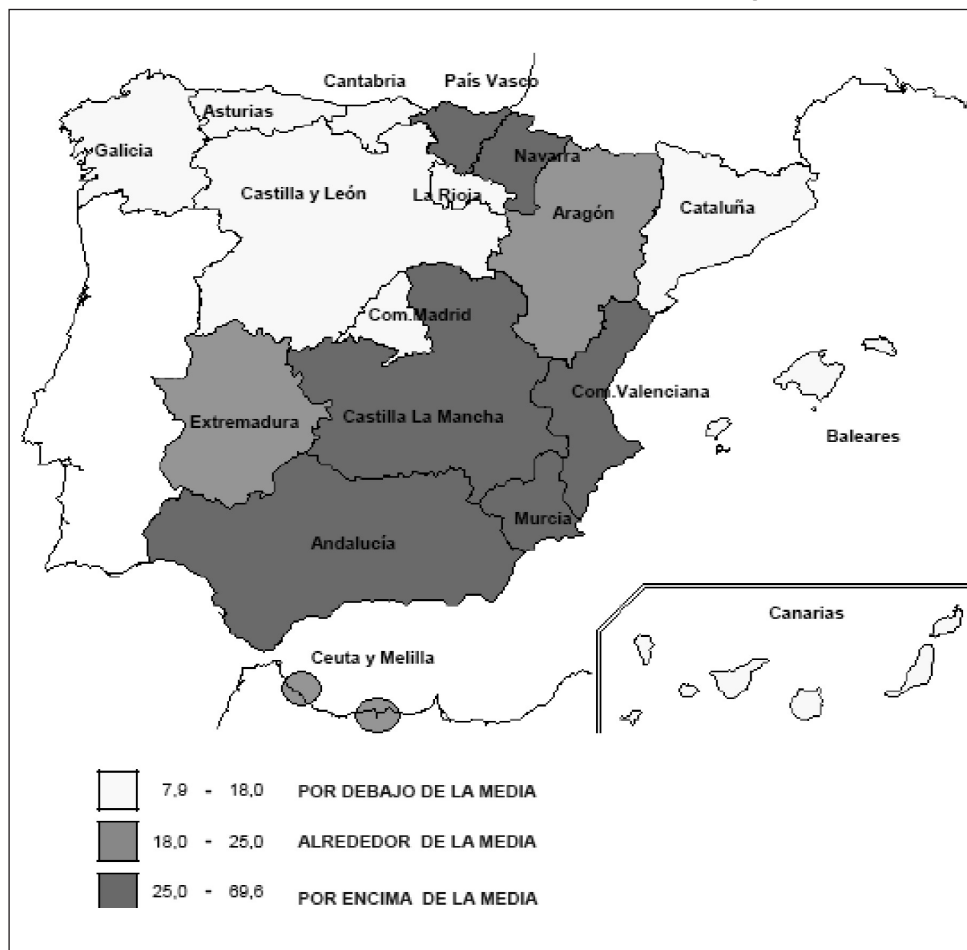 Cantabria
País Vasco
Asturias
Galicia
Navarra
Castilla y León
La Rioja
Aragón
Cataluña
Com.Madrid
Com.Valenciana
Castilla La Mancha
Extremadura
Baleares
Murcia
Andalucía
Canarias
Ceuta y Melilla
7,9 - 18,0 POR DEBAJO DE LA MEDIA
18,0 - 25,0 ALREDEDOR DE LA MEDIA
25,0 - 69,6 POR ENCIMA DE LA MEDIA